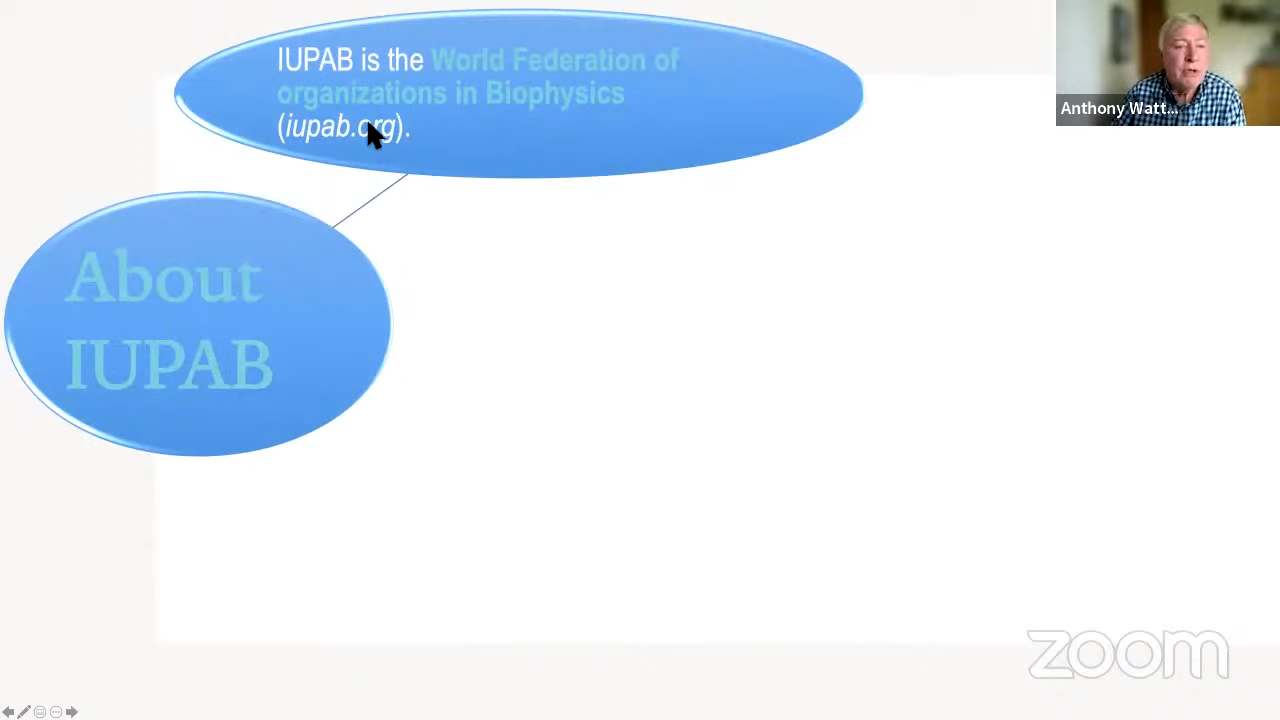 IUPAB is the World Federation of
organizations in Biophysics
(iupab.org).
Anthony Watt...
About
IUPAB
zoom